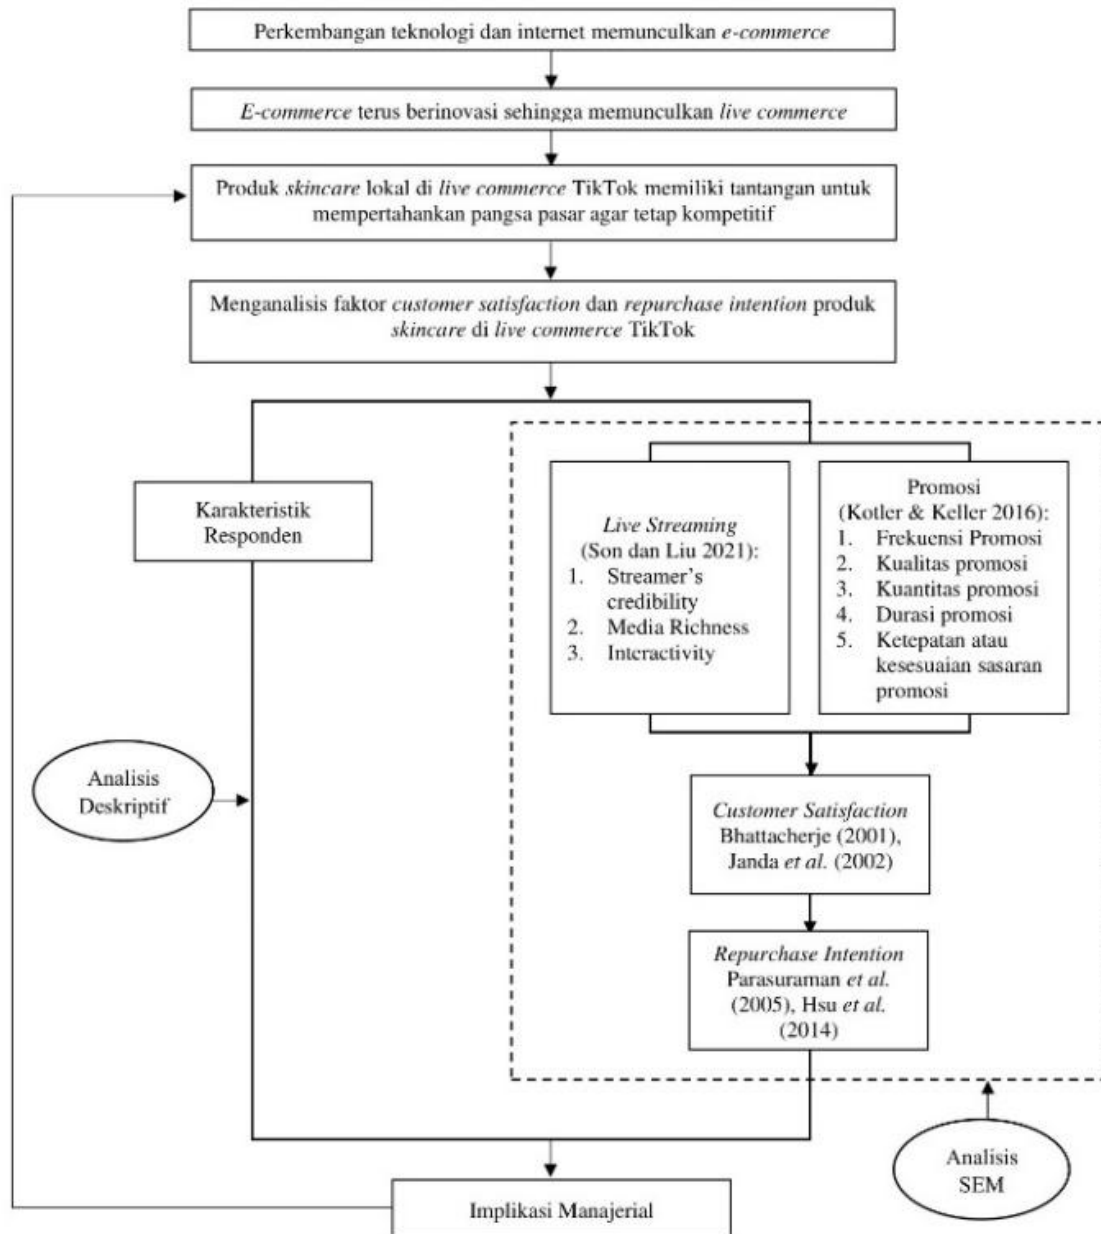 Perkembangan teknologi dan internet memunculkan e-commerce
E-commerce terus berinovasi sehingga memunculkan live commerce
Produk skincare lokal di live commerce TikTok memiliki tantangan untuk
mempertahankan pangsa pasar agar tetap kompetitif
Menganalisis faktor customer satisfaction dan repurchase intention produk
skincare di live commerce TikTok
Karakteristik
Responden
Live Streaming
(Son dan Liu 2021):
1. Streamer's
credibility
2. Media Richness
3. Interactivity
Promosi
(Kotler & Keller 2016):
1. Frekuensi Promosi
2. Kualitas promosi
3. Kuantitas promosi
4. Durasi promosi
5. Ketepatan atau
kesesuaian sasaran
promosi
Analisis
Deskriptif
Customer Satisfaction
Bhattacherje (2001),
Janda et al. (2002)
Repurchase Intention
Parasuraman et al.
(2005), Hsu et al.
(2014)
Analisis
SEM
Implikasi Manajerial